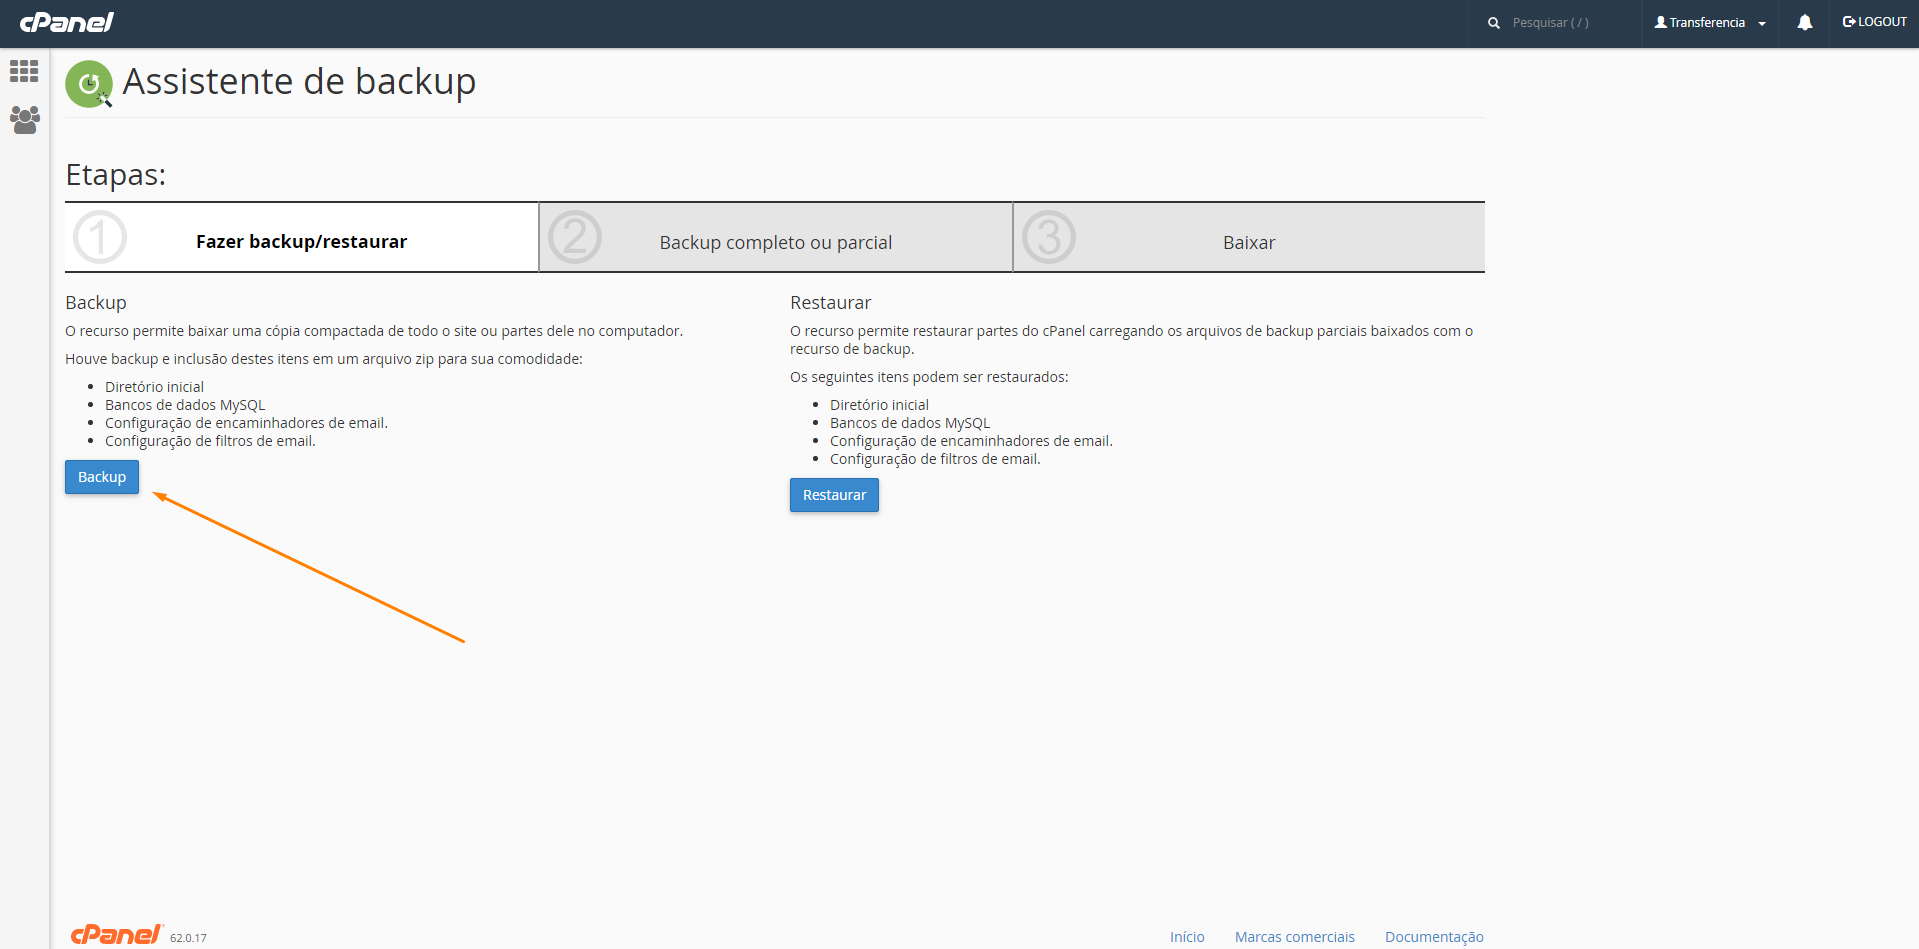 cPanel
Pesquisar ( / )
Transferencia
LOGOUT
Assistente de backup
Etapas:
1
Fazer backup/restaurar
2
Backup completo ou parcial
3
Baixar
Backup
O recurso permite baixar uma cópia compactada de todo o site ou partes dele no computador.
Houve backup e inclusão destes itens em um arquivo zip para sua comodidade:
• Diretório inicial
• Bancos de dados MySQL
• Configuração de encaminhadores de email.
• Configuração de filtros de email.
Backup
Restaurar
O recurso permite restaurar partes do cPanel carregando os arquivos de backup parciais baixados com o
recurso de backup.
Os seguintes itens podem ser restaurados:
• Diretório inicial
• Bancos de dados MySQL
• Configuração de encaminhadores de email.
• Configuração de filtros de email.
Restaurar
cPanel 62.0.17
Início
Marcas comerciais
Documentação